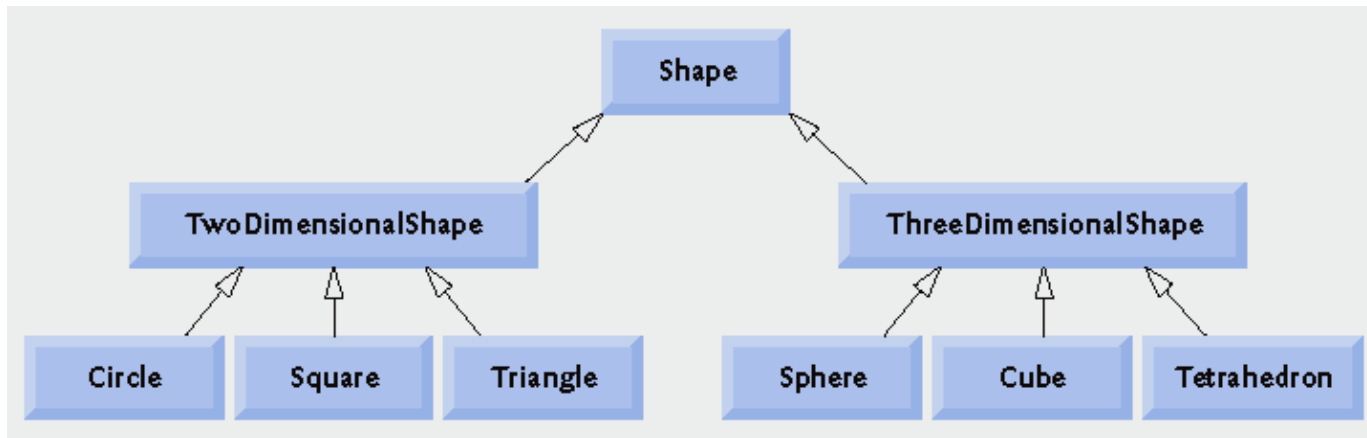 Shape
TwoDimensionalShape
ThreeDimensionalShape
Circle
Square
Triangle
Sphere
Cube
Tetrahedron